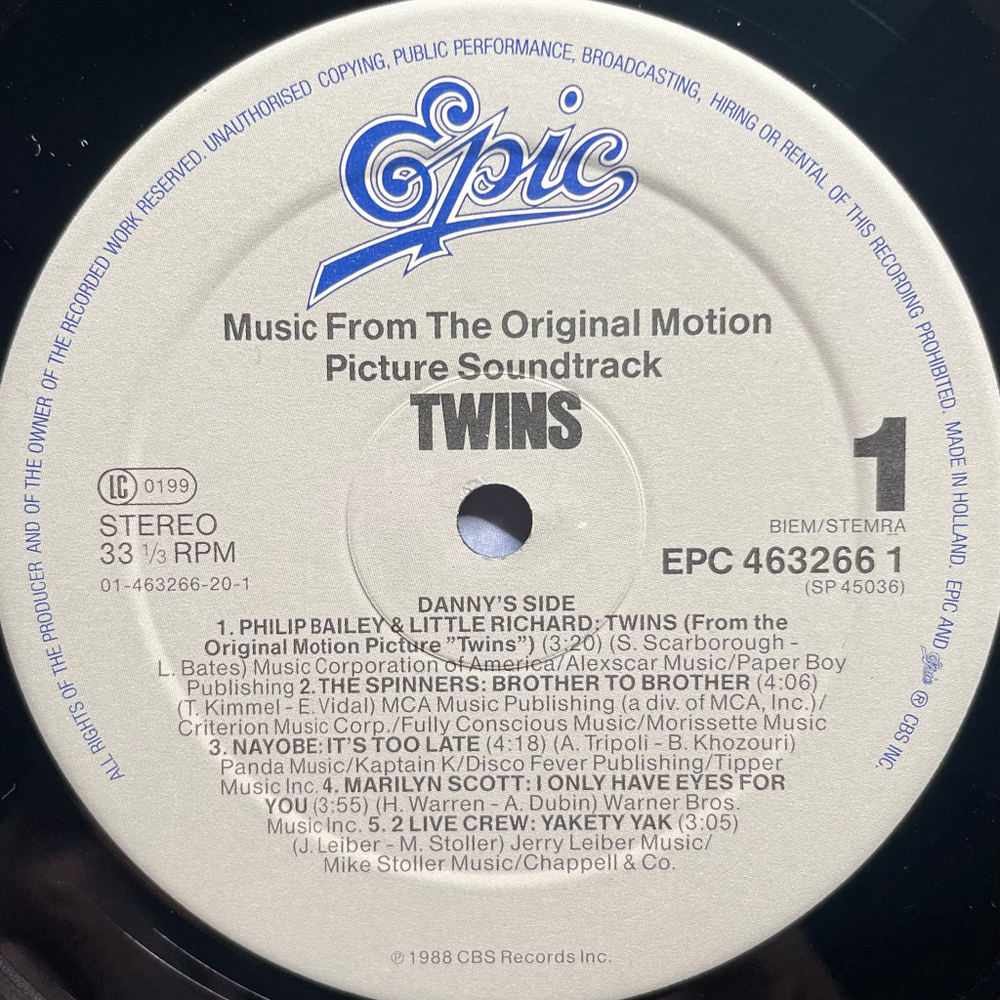 ALL RIGHTS OF THE PRODUCER AND OF THE OWNER OF THE RECORDED WORK RESERVED. UNAUTHORISED COPYING, PUBLIC PERFORMANCE, BROADCASTING, HIRING OR RENTAL OF THIS RECORDING PROHIBITED. MADE IN HOLLAND. EPIC AND Epic ® CBS INC.
Epic
Music From The Original Motion
Picture Soundtrack
TWINS
1
LC 0199
STEREO
33 1/3 RPM
01-463266-20-1
BIEM/STEMRA
EPC 463266 1
(SP 45036)
DANNY'S SIDE
1. PHILIP BAILEY & LITTLE RICHARD: TWINS (From the
Original Motion Picture "Twins") (3:20) (S. Scarborough -
L. Bates) Music Corporation of America/Alexscar Music/Paper Boy
Publishing 2. THE SPINNERS: BROTHER TO BROTHER (4:06)
(T. Kimmel - E. Vidal) MCA Music Publishing (a div. of MCA, Inc.)/
Criterion Music Corp./Fully Conscious Music/Morissette Music
3. NAYOBE: IT'S TOO LATE (4:18) (A. Tripoli - B. Khozouri)
Panda Music/Kaptain K/Disco Fever Publishing/Tipper
Music Inc. 4. MARILYN SCOTT: I ONLY HAVE EYES FOR
YOU (3:55) (H. Warren - A. Dubin) Warner Bros.
Music Inc. 5. 2 LIVE CREW: YAKETY YAK (3:05)
(J. Leiber - M. Stoller) Jerry Leiber Music/
Mike Stoller Music/Chappell & Co.
℗ 1988 CBS Records Inc.